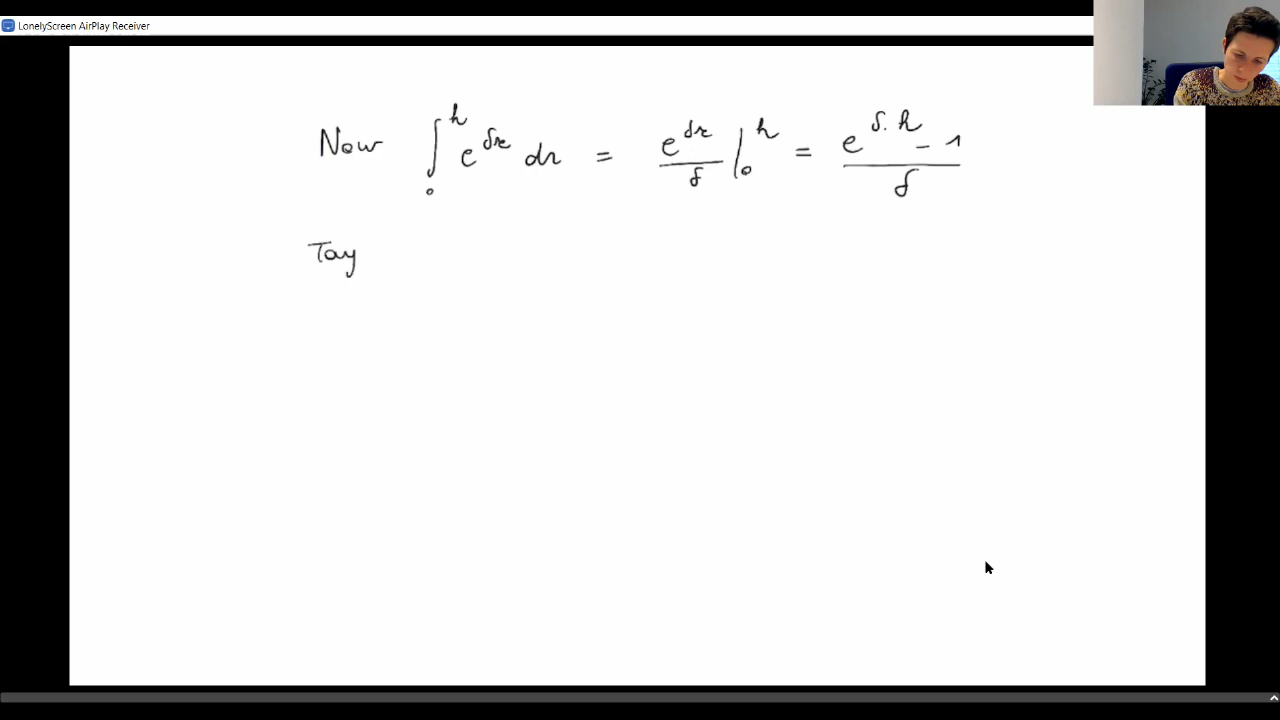 LonelyScreen AirPlay Receiver
Now ∫₀ʰ e^{δr} dr = e^{δr}/δ |₀ʰ = (e^{δ·h} - 1)/δ
Tay